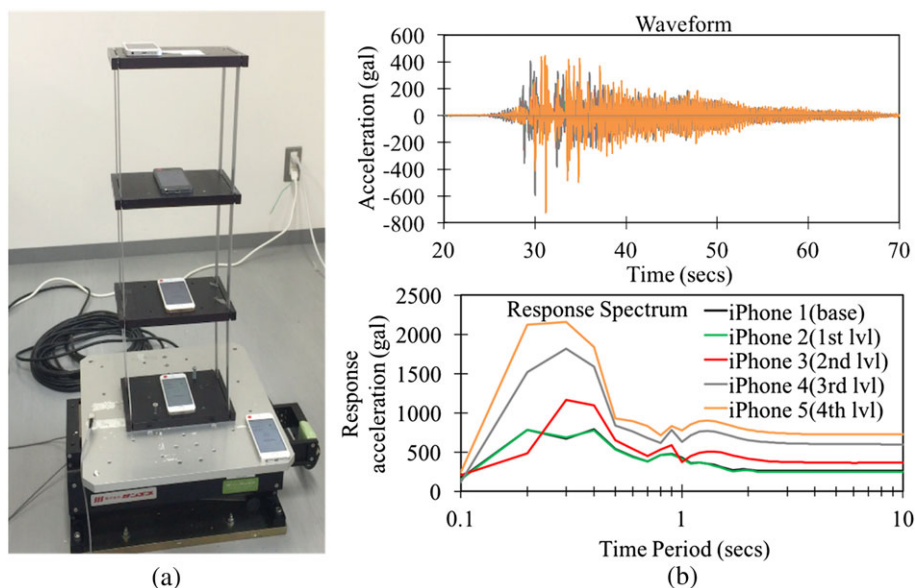 (a)
Waveform
Acceleration (gal)
600
400
200
0
-200
-400
-600
-800
20
30
40
50
60
70
Time (secs)
Response Spectrum
Response
acceleration (gal)
2500
2000
1500
1000
500
0
0.1
1
10
Time Period (secs)
iPhone 1(base)
iPhone 2(1st lvl)
iPhone 3(2nd lvl)
iPhone 4(3rd lvl)
iPhone 5(4th lvl)
(b)